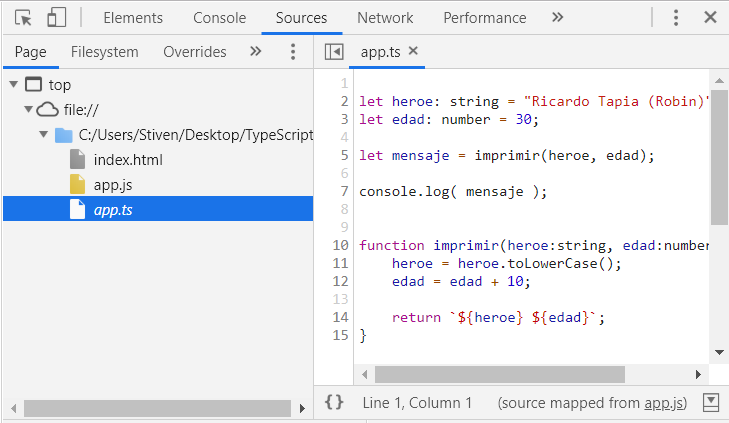 Elements Console Sources Network Performance »
Page Filesystem Overrides »
app.ts ×
top
file://
C:/Users/Stiven/Desktop/TypeScript
index.html
app.js
app.ts
1
2 let heroe: string = "Ricardo Tapia (Robin)"
3 let edad: number = 30;
4
5 let mensaje = imprimir(heroe, edad);
6
7 console.log( mensaje );
8
9
10 function imprimir(heroe:string, edad:number
11 heroe = heroe.toLowerCase();
12 edad = edad + 10;
13
14 return `${heroe} ${edad}`;
15 }
{} Line 1, Column 1 (source mapped from app.js)